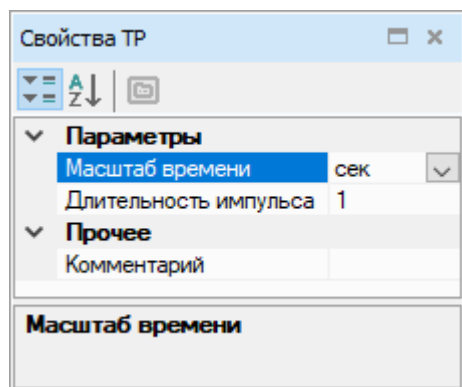 Свойства TP
A
Z
Параметры
Масштаб времени сек
Длительность импульса 1
Прочее
Комментарий
Масштаб времени